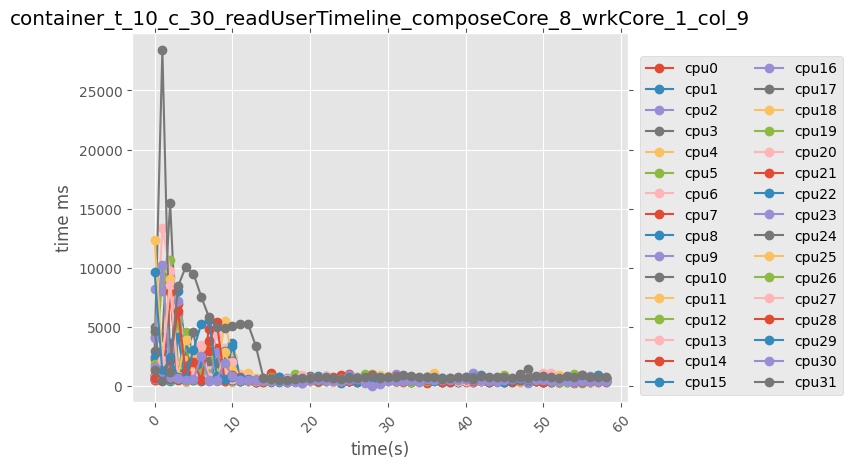 container_t_10_c_30_readUserTimeline_composeCore_8_wrkCore_1_col_9
25000
20000
15000
10000
5000
0
time ms
0
10
20
30
40
50
60
time(s)
cpu0
cpu1
cpu2
cpu3
cpu4
cpu5
cpu6
cpu7
cpu8
cpu9
cpu10
cpu11
cpu12
cpu13
cpu14
cpu15
cpu16
cpu17
cpu18
cpu19
cpu20
cpu21
cpu22
cpu23
cpu24
cpu25
cpu26
cpu27
cpu28
cpu29
cpu30
cpu31